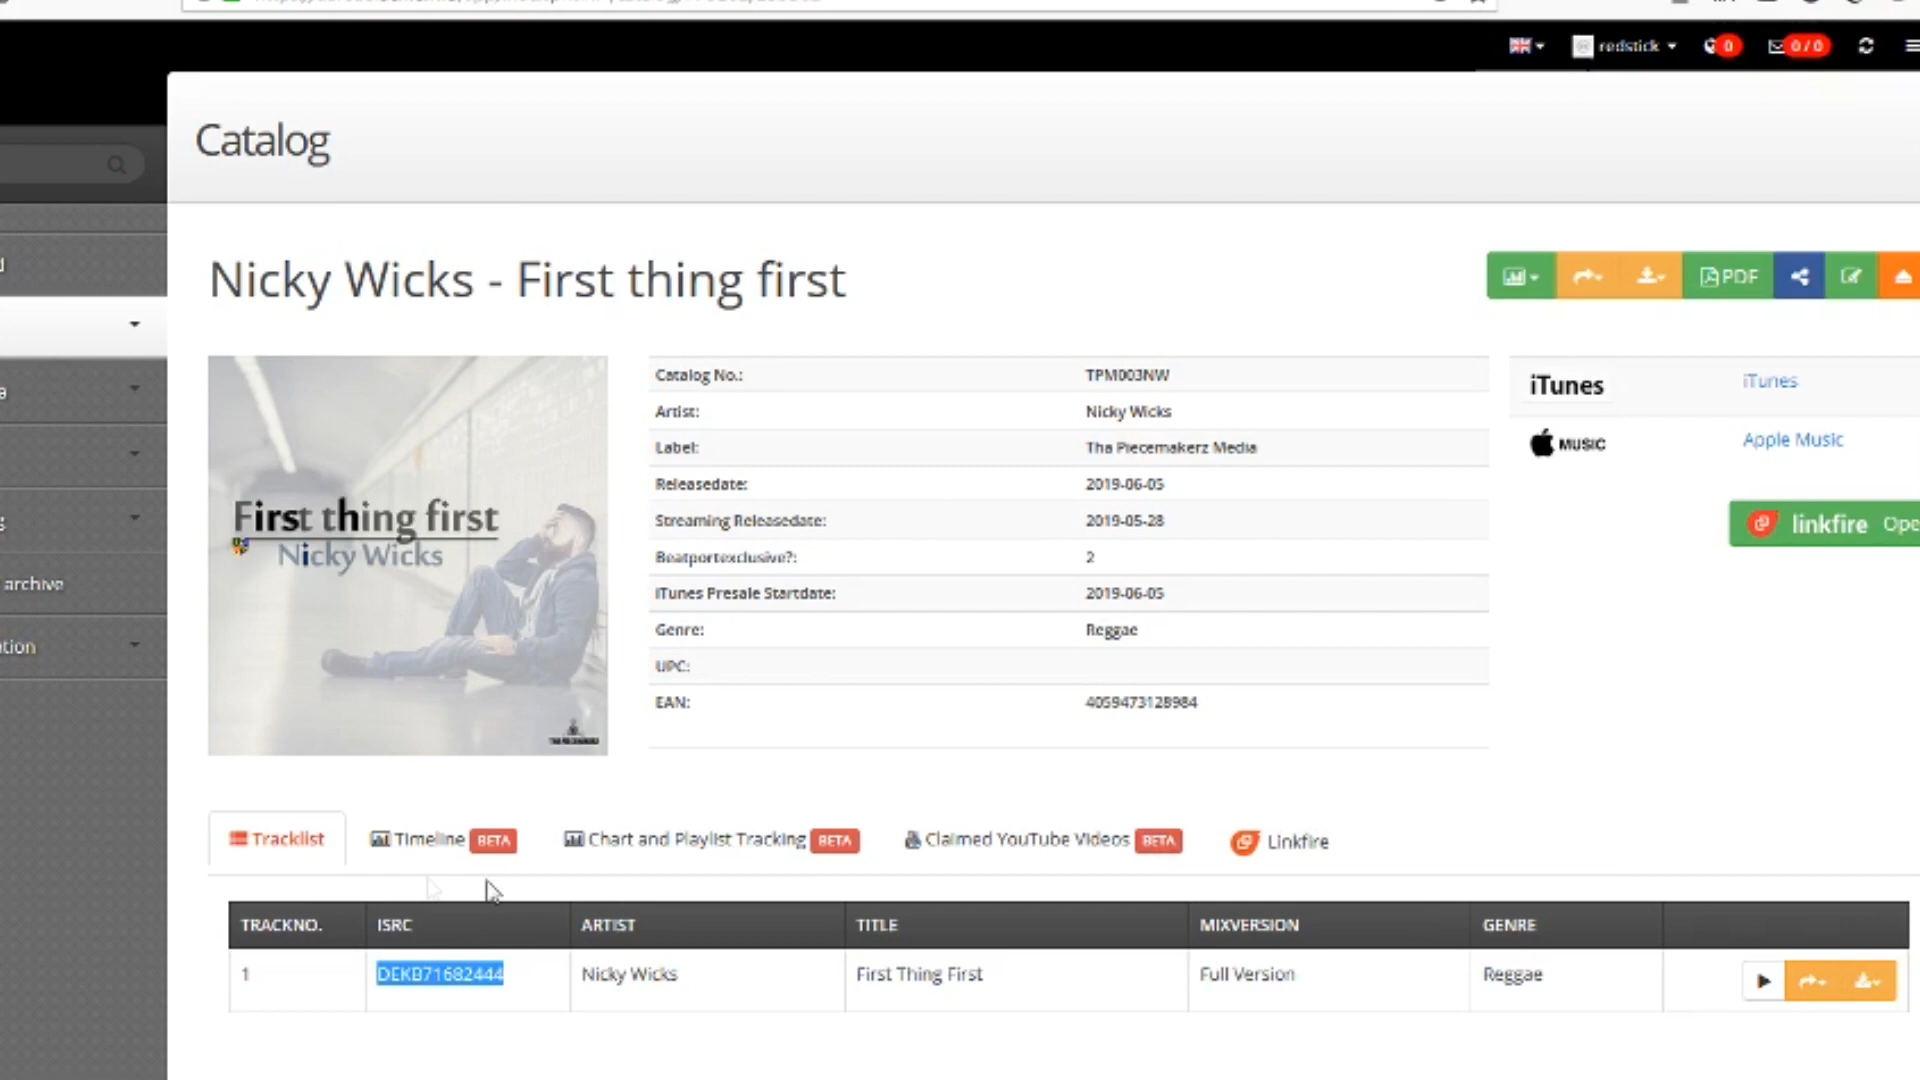 redstick
0
0 / 0
Catalog
Nicky Wicks - First thing first
PDF
First thing first
Nicky Wicks
Catalog No.: TPM003NW
Artist: Nicky Wicks
Label: Tha Piecemakerz Media
Releasedate: 2019-06-05
Streaming Releasedate: 2019-05-28
Beatportexclusive?: 2
iTunes Presale Startdate: 2019-06-05
Genre: Reggae
UPC:
EAN: 4059473128984
iTunes iTunes
MUSIC Apple Music
linkfire Ope
archive
tion
Tracklist Timeline BETA Chart and Playlist Tracking BETA Claimed YouTube Videos BETA Linkfire
TRACKNO. ISRC ARTIST TITLE MIXVERSION GENRE
1 DEKB71682444 Nicky Wicks First Thing First Full Version Reggae